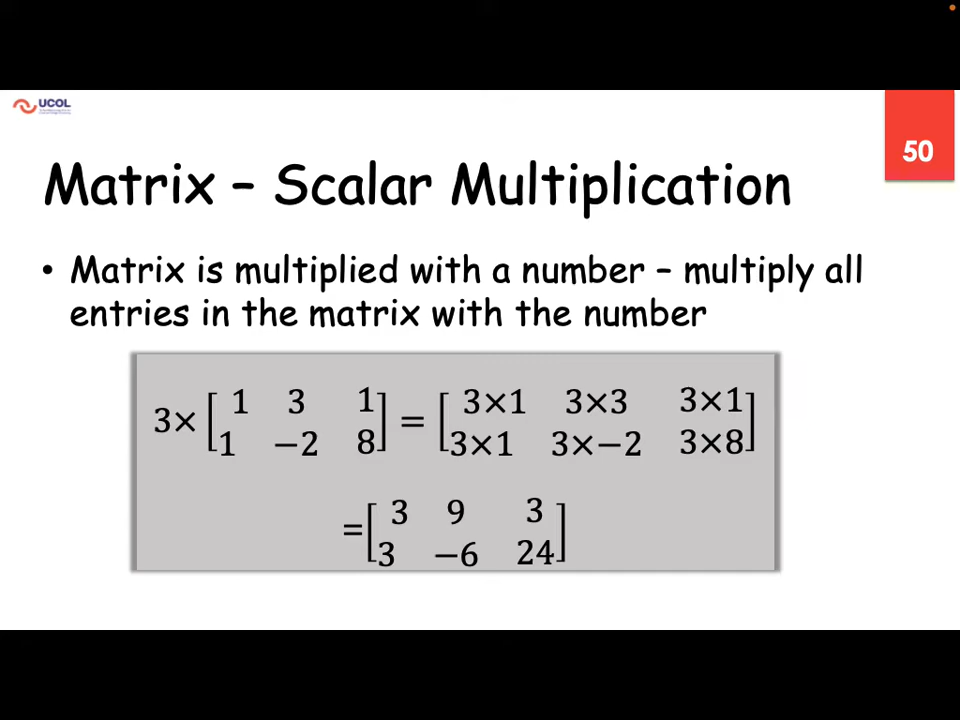 UCOL
50
Matrix – Scalar Multiplication
• Matrix is multiplied with a number – multiply all
entries in the matrix with the number
3× [1 3 1 = [3×1 3×3 3×1
1 −2 8] 3×1 3×−2 3×8]
=[3 9 3
3 −6 24]